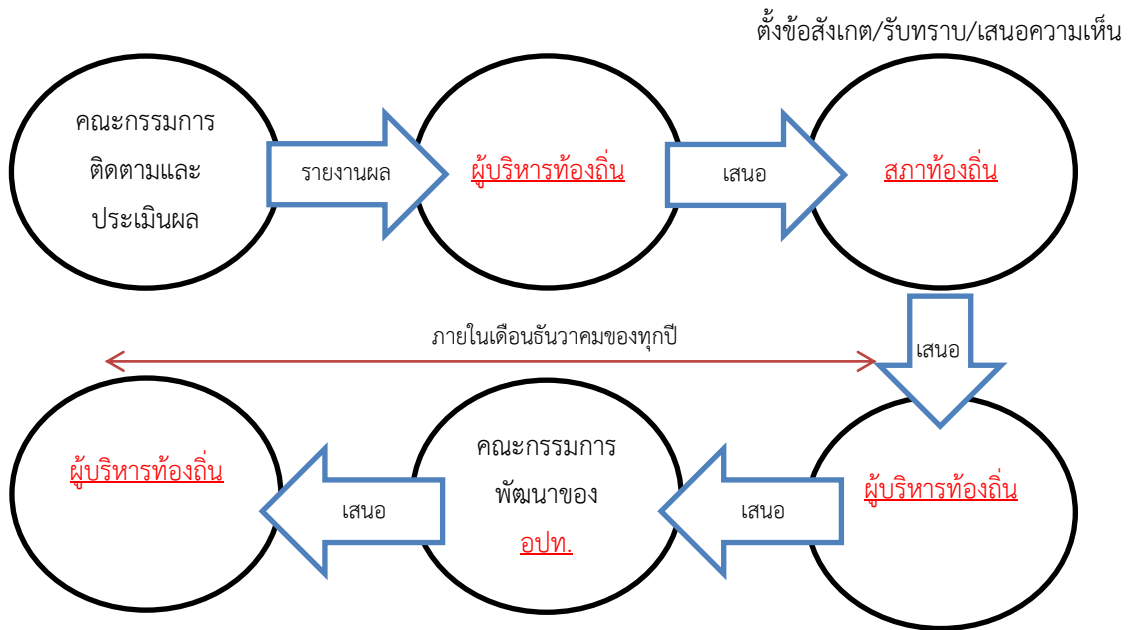 ตั้งข้อสังเกต/รับทราบ/เสนอความเห็น
คณะกรรมการ
ติดตามและ
ประเมินผล
รายงานผล
ผู้บริหารท้องถิ่น
เสนอ
สภาท้องถิ่น
เสนอ
ภายในเดือนธันวาคมของทุกปี
ผู้บริหารท้องถิ่น
เสนอ
คณะกรรมการ
พัฒนาของ
อปท.
เสนอ
ผู้บริหารท้องถิ่น